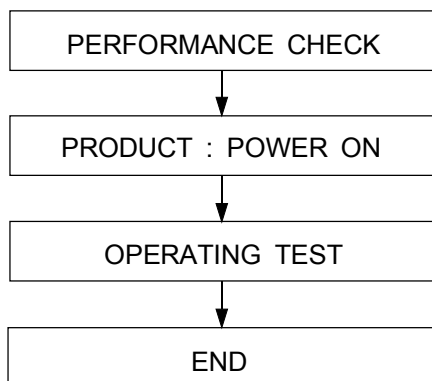 PERFORMANCE CHECK
PRODUCT : POWER ON
OPERATING TEST
END